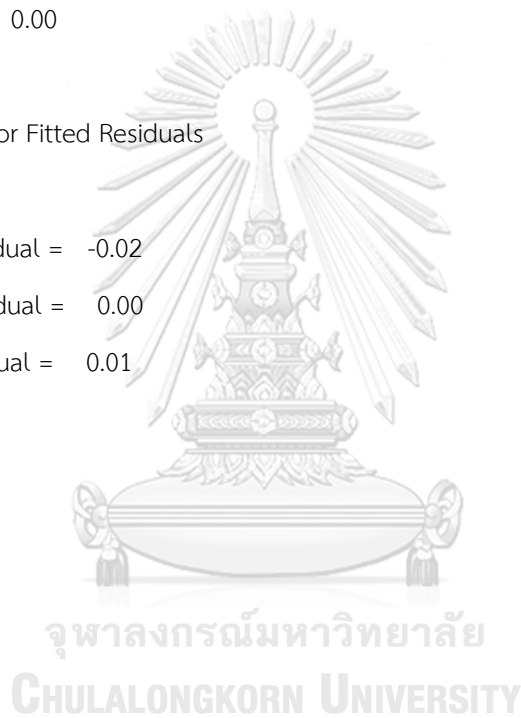 0.00
or Fitted Residuals
dual = -0.02
dual = 0.00
ual = 0.01
จุฬาลงกรณ์มหาวิทยาลัย
CHULALONGKORN UNIVERSITY